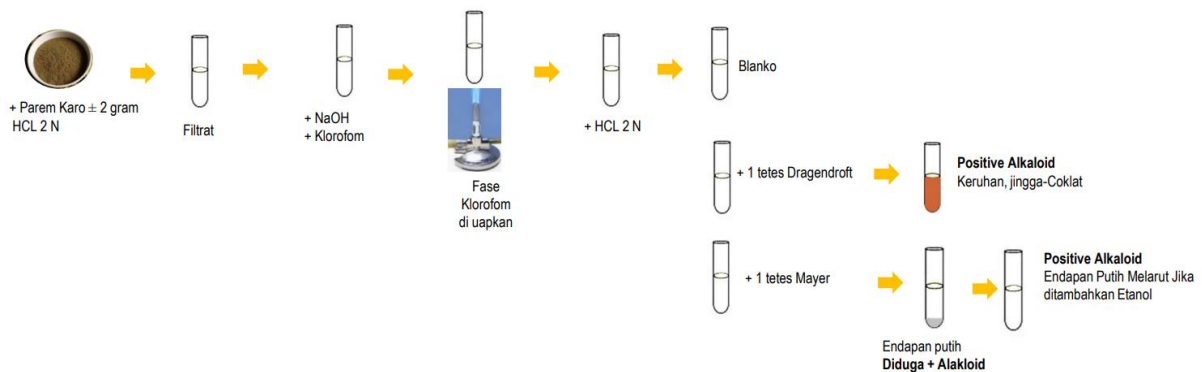 + Parem Karo ± 2 gram
HCL 2 N
Filtrat
+ NaOH
+ Klorofom
Fase
Klorofom
di uapkan
+ HCL 2 N
Blanko
+ 1 tetes Dragendroft
Positive Alkaloid
Keruhan, jingga-Coklat
+ 1 tetes Mayer
Endapan putih
Diduga + Alakloid
Positive Alkaloid
Endapan Putih Melarut Jika
ditambahkan Etanol